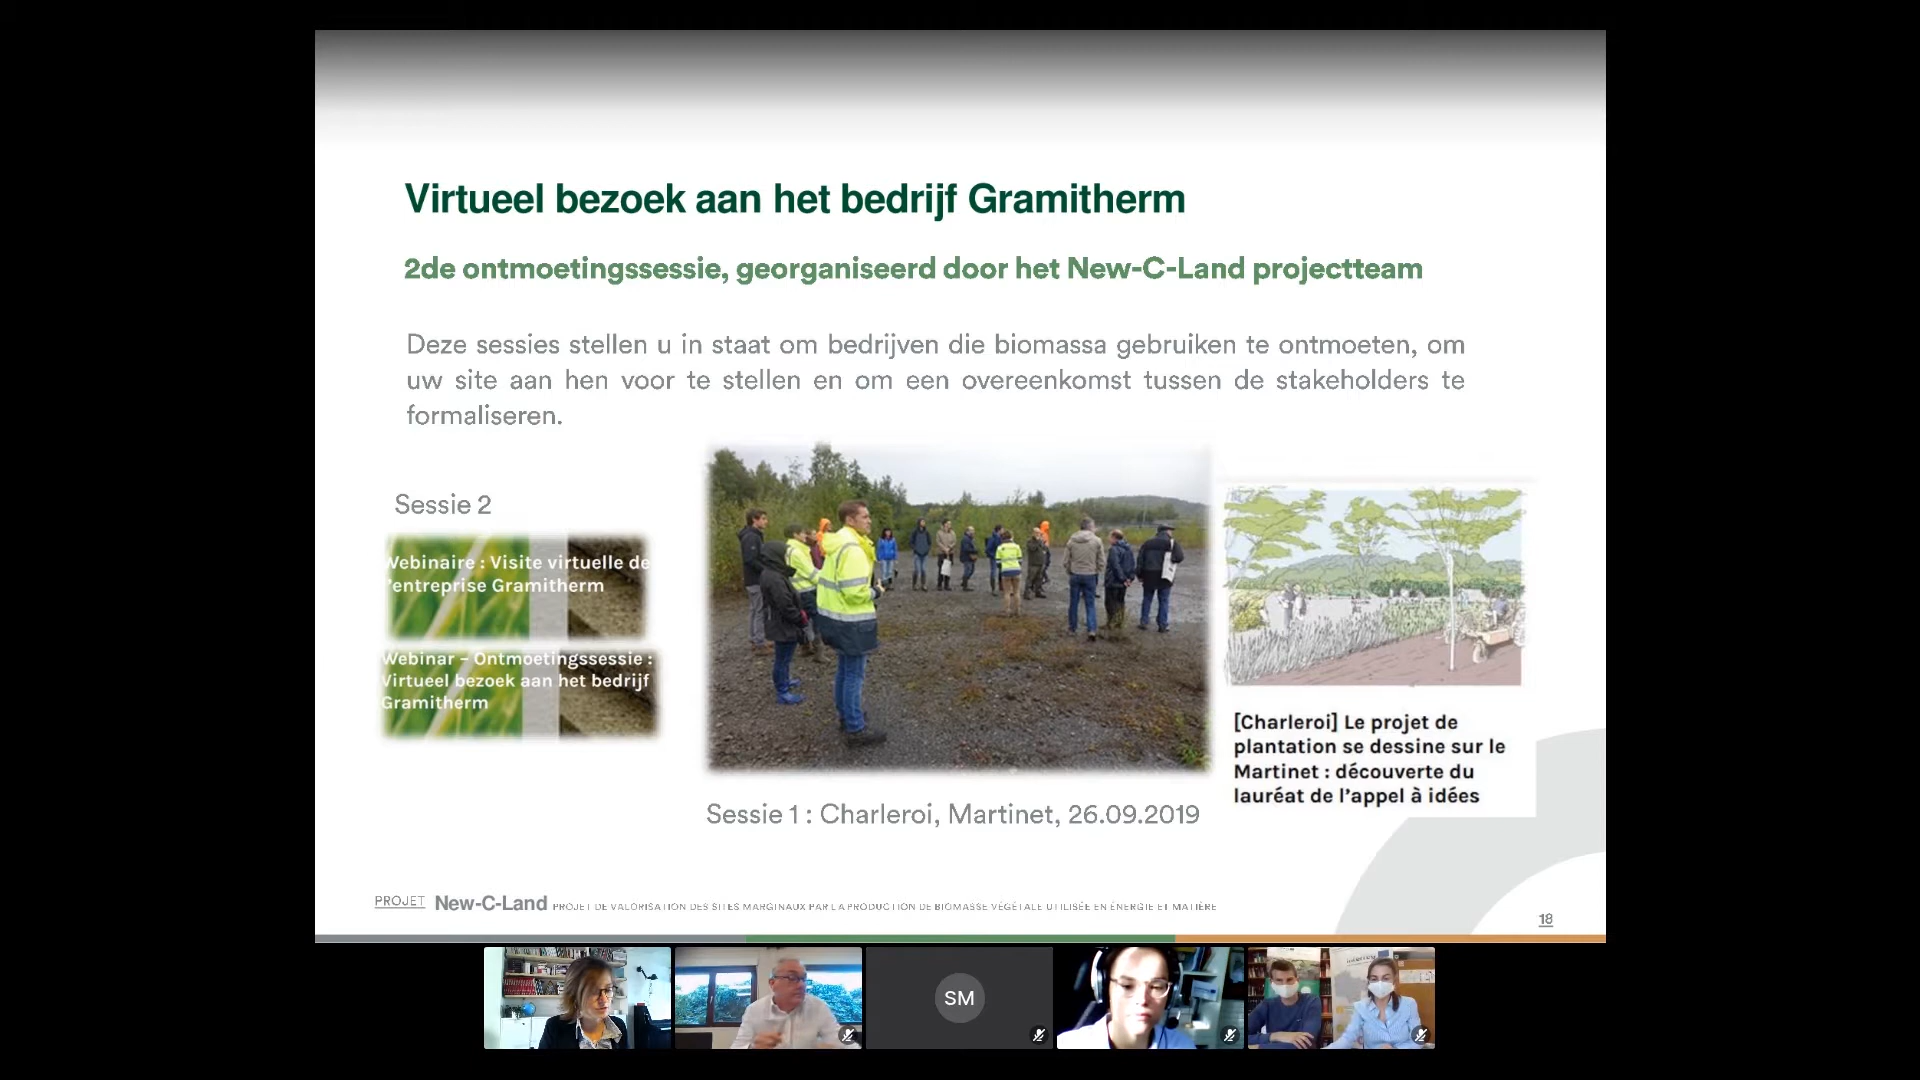 Virtueel bezoek aan het bedrijf Gramitherm
2de ontmoetingssessie, georganiseerd door het New-C-Land projectteam
Deze sessies stellen u in staat om bedrijven die biomassa gebruiken te ontmoeten, om
uw site aan hen voor te stellen en om een overeenkomst tussen de stakeholders te
formaliseren.
Sessie 2
Webinaire : Visite virtuelle de
l'entreprise Gramitherm
Webinar – Ontmoetingssessie :
Virtueel bezoek aan het bedrijf
Gramitherm
Sessie 1 : Charleroi, Martinet, 26.09.2019
[Charleroi] Le projet de
plantation se dessine sur le
Martinet : découverte du
lauréat de l'appel à idées
PROJET New-C-Land PROJET DE VALORISATION DES SITES MARGINAUX PAR LA PRODUCTION DE BIOMASSE VÉGÉTALE UTILISÉE EN ÉNERGIE ET MATIÈRE
18
SM